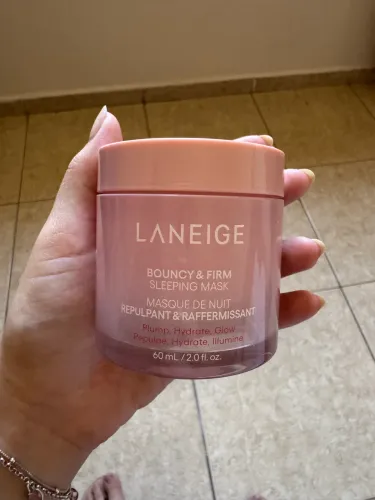 LANEIGE
BOUNCY & FIRM
SLEEPING MASK
MASQUE DE NUIT
REPULPANT & RAFFERMISSANT
Plump, Hydrate, Glow
Repulpe, Hydrate, Illumine
60 mL / 2.0 fl. oz.